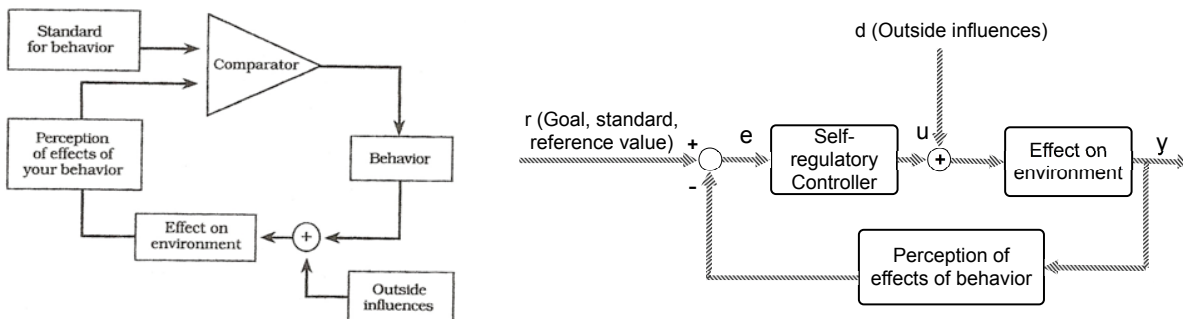 Standard
for behavior
Comparator
Perception
of effects of
your behavior
Behavior
Effect on
environment
+
Outside
influences
d (Outside influences)
r (Goal, standard,
reference value)
+
-
e
Self-
regulatory
Controller
u
+
Effect on
environment
y
Perception of
effects of behavior